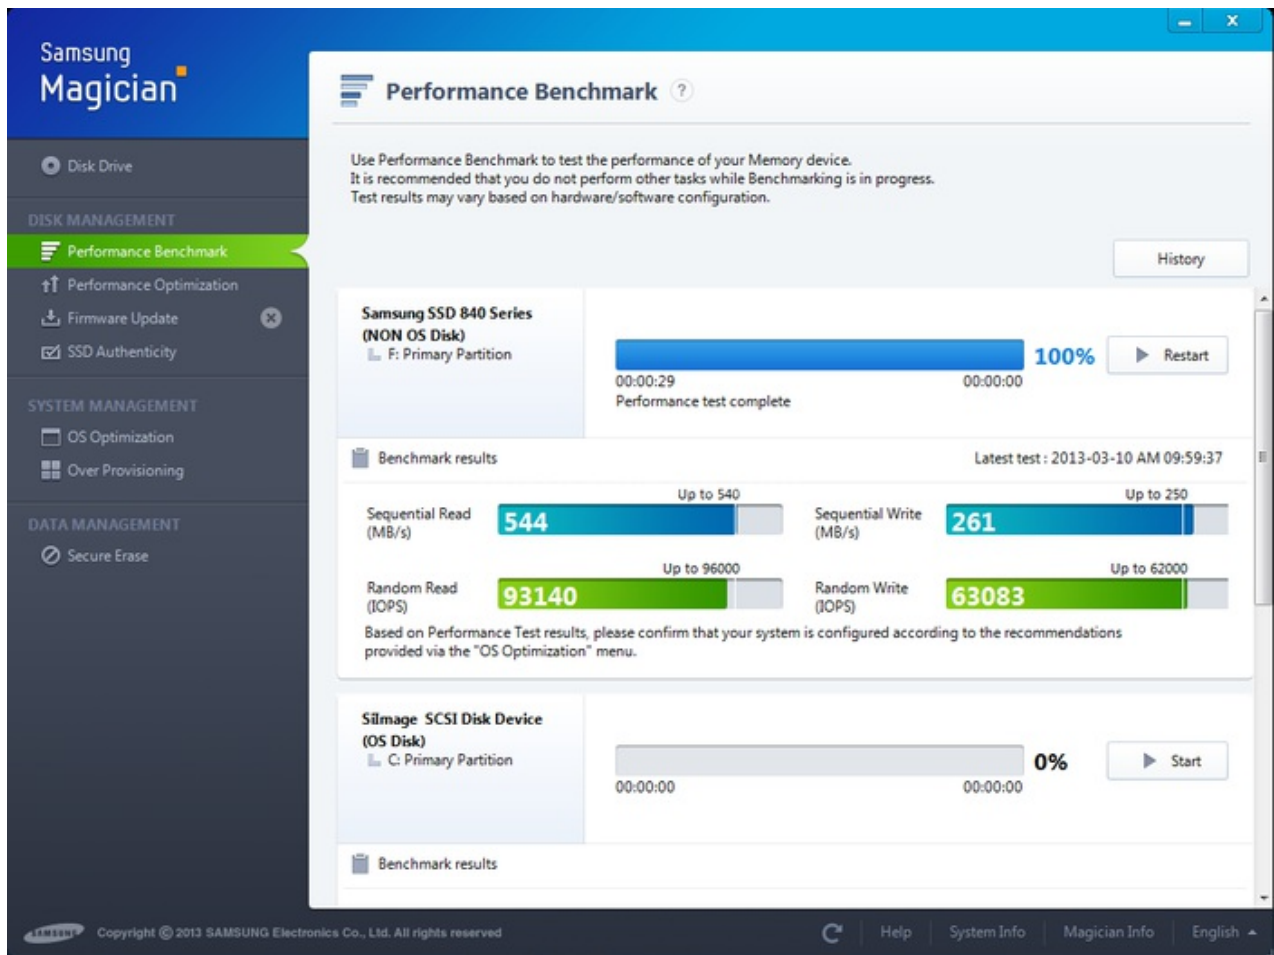 Samsung
Magician
Performance Benchmark ?
Disk Drive
DISK MANAGEMENT
Performance Benchmark
Performance Optimization
Firmware Update
SSD Authenticity
SYSTEM MANAGEMENT
OS Optimization
Over Provisioning
DATA MANAGEMENT
Secure Erase
Use Performance Benchmark to test the performance of your Memory device.
It is recommended that you do not perform other tasks while Benchmarking is in progress.
Test results may vary based on hardware/software configuration.
History
Samsung SSD 840 Series
(NON OS Disk)
F: Primary Partition
100%
Restart
00:00:29 00:00:00
Performance test complete
Benchmark results
Latest test : 2013-03-10 AM 09:59:37
Up to 540
Sequential Read
(MB/s)
544
Up to 250
Sequential Write
(MB/s)
261
Up to 96000
Random Read
(IOPS)
93140
Up to 62000
Random Write
(IOPS)
63083
Based on Performance Test results, please confirm that your system is configured according to the recommendations
provided via the "OS Optimization" menu.
SiImage SCSI Disk Device
(OS Disk)
C: Primary Partition
0%
Start
00:00:00 00:00:00
Benchmark results
SAMSUNG Copyright © 2013 SAMSUNG Electronics Co., Ltd. All rights reserved
Help System Info Magician Info English